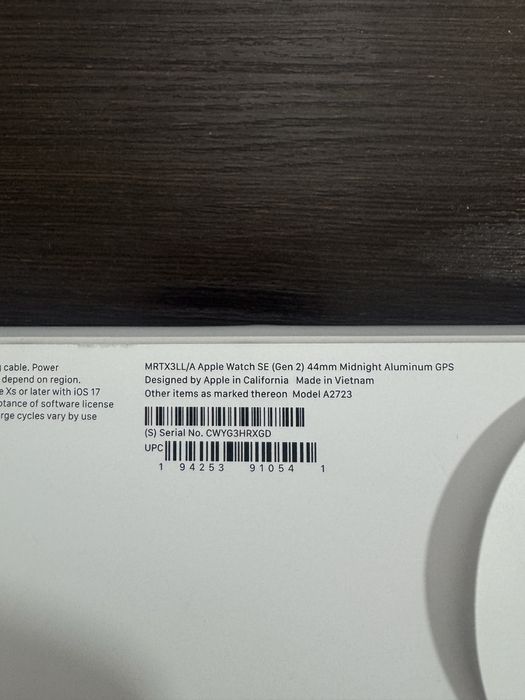 cable. Power
depend on region.
Xs or later with iOS 17
ptance of software license
rge cycles vary by use
MRTX3LL/A Apple Watch SE (Gen 2) 44mm Midnight Aluminum GPS
Designed by Apple in California Made in Vietnam
Other items as marked thereon Model A2723
(S) Serial No. CWYG3HRXGD
UPC
1 94253 91054 1